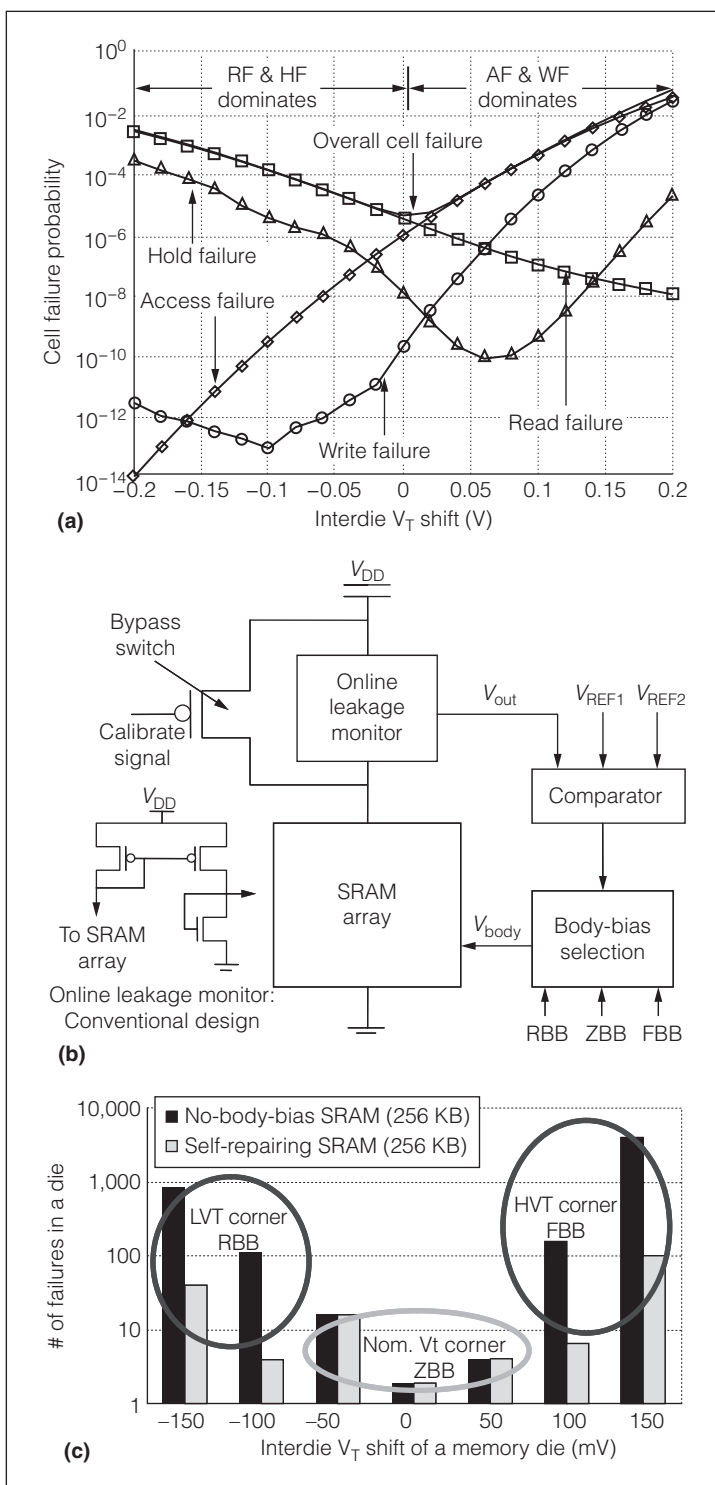 10^0
10^−2
10^−4
10^−6
10^−8
10^−10
10^−12
10^−14
Cell failure probability
RF & HF
dominates
AF & WF
dominates
Overall cell failure
Hold failure
Access failure
Write failure
Read failure
−0.2 −0.15 −0.1 −0.05 0 0.05 0.1 0.15 0.2
Interdie V_T shift (V)
(a)
V_DD
Bypass
switch
Online
leakage
monitor
V_out
V_REF1
V_REF2
Calibrate
signal
Comparator
V_DD
SRAM
array
V_body
Body-bias
selection
To SRAM
array
Online leakage monitor:
Conventional design
RBB ZBB FBB
(b)
10,000
1,000
100
10
1
# of failures in a die
No-body-bias SRAM (256 KB)
Self-repairing SRAM (256 KB)
LVT corner
RBB
HVT corner
FBB
Nom. Vt corner
ZBB
−150 −100 −50 0 50 100 150
Interdie V_T shift of a memory die (mV)
(c)